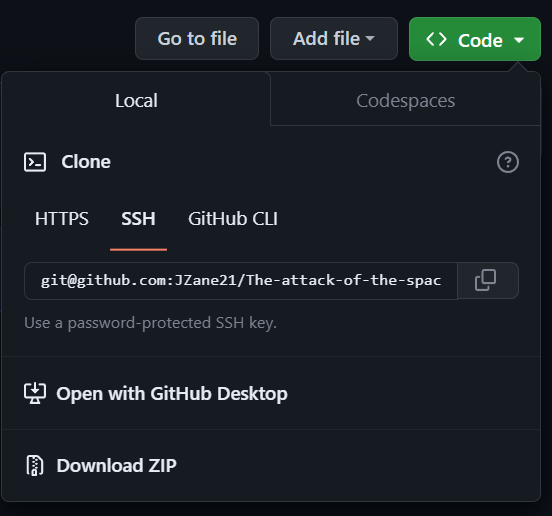 Go to file Add file Code
Local Codespaces
Clone
HTTPS SSH GitHub CLI
git@github.com:JZane21/The-attack-of-the-spac
Use a password-protected SSH key.
Open with GitHub Desktop
Download ZIP